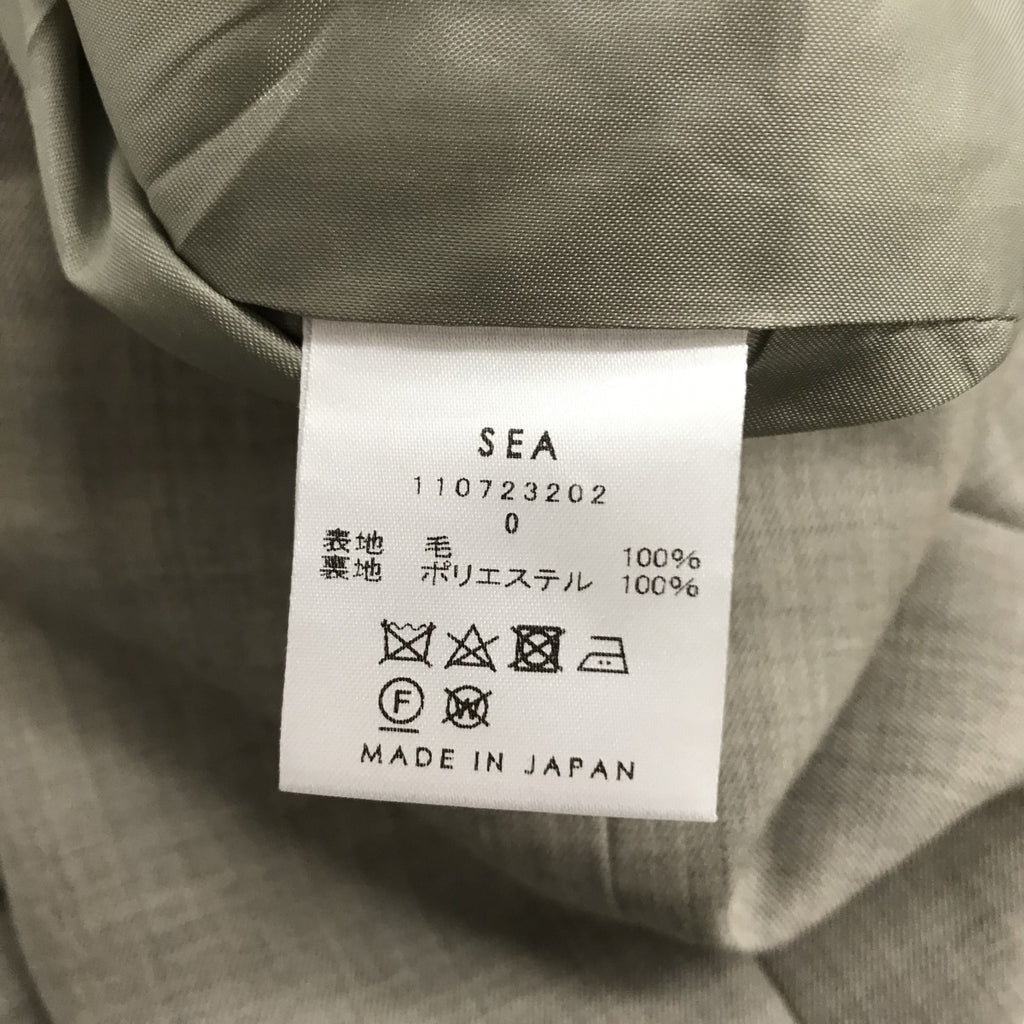 SEA
110723202
0
表地 毛 100%
裏地 ポリエステル 100%
F
W
MADE IN JAPAN